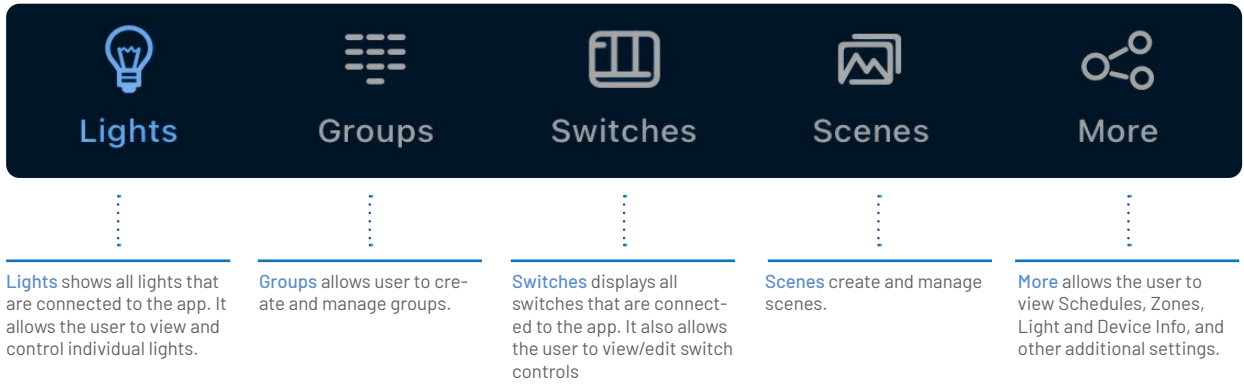 Lights
Groups
Switches
Scenes
More
Lights shows all lights that
are connected to the app. It
allows the user to view and
control individual lights.
Groups allows user to cre-
ate and manage groups.
Switches displays all
switches that are connect-
ed to the app. It also allows
the user to view/edit switch
controls
Scenes create and manage
scenes.
More allows the user to
view Schedules, Zones,
Light and Device Info, and
other additional settings.